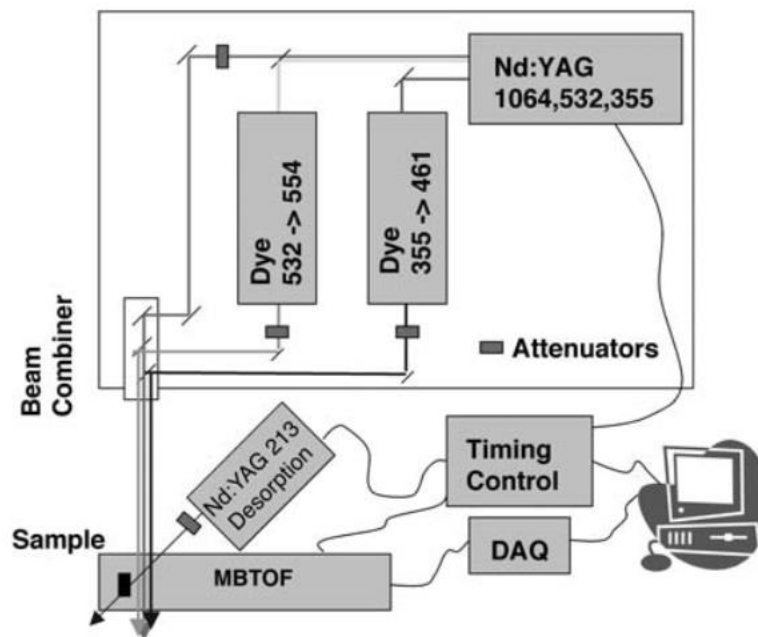 Nd:YAG
1064,532,355
Dye
532 -> 554
Dye
355 -> 461
Attenuators
Beam
Combiner
Nd:YAG 213
Desorption
Timing
Control
Sample
MBTOF
DAQ